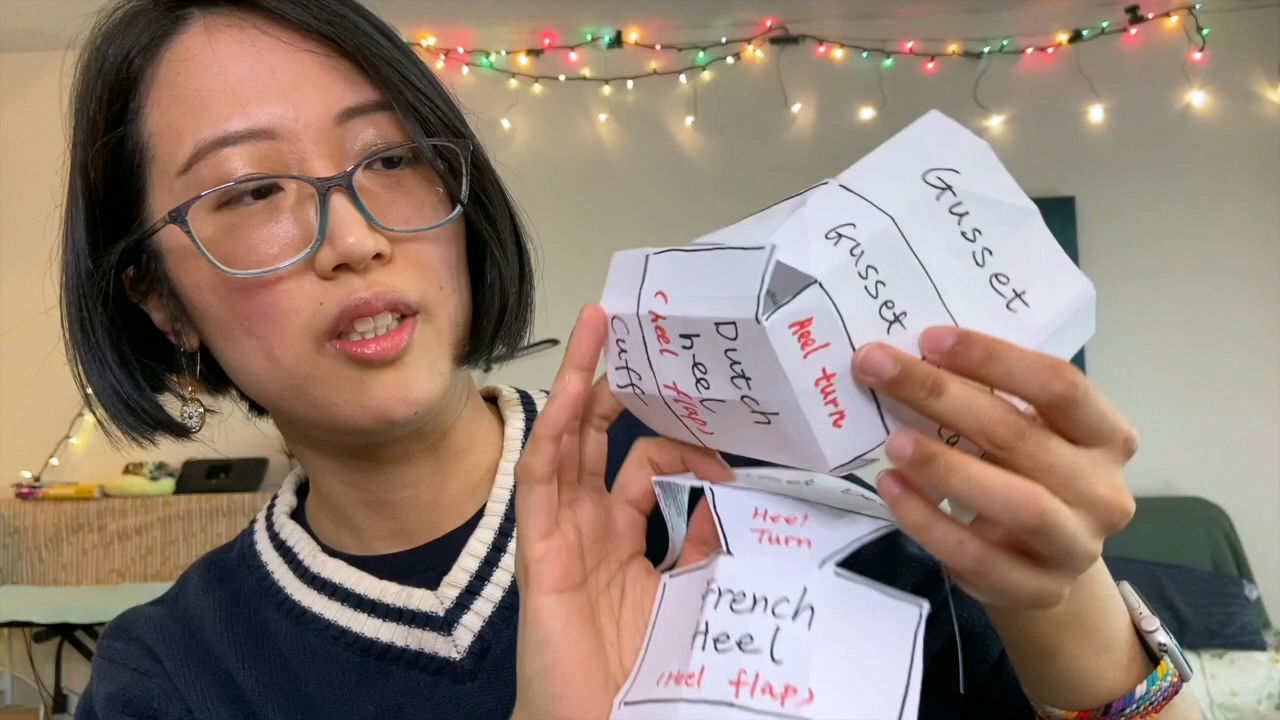 Gusset
Gusset
Heel turn
Dutch
heel
(heel flap)
Cuff
Heel
Turn
French
Heel
(Heel flap)